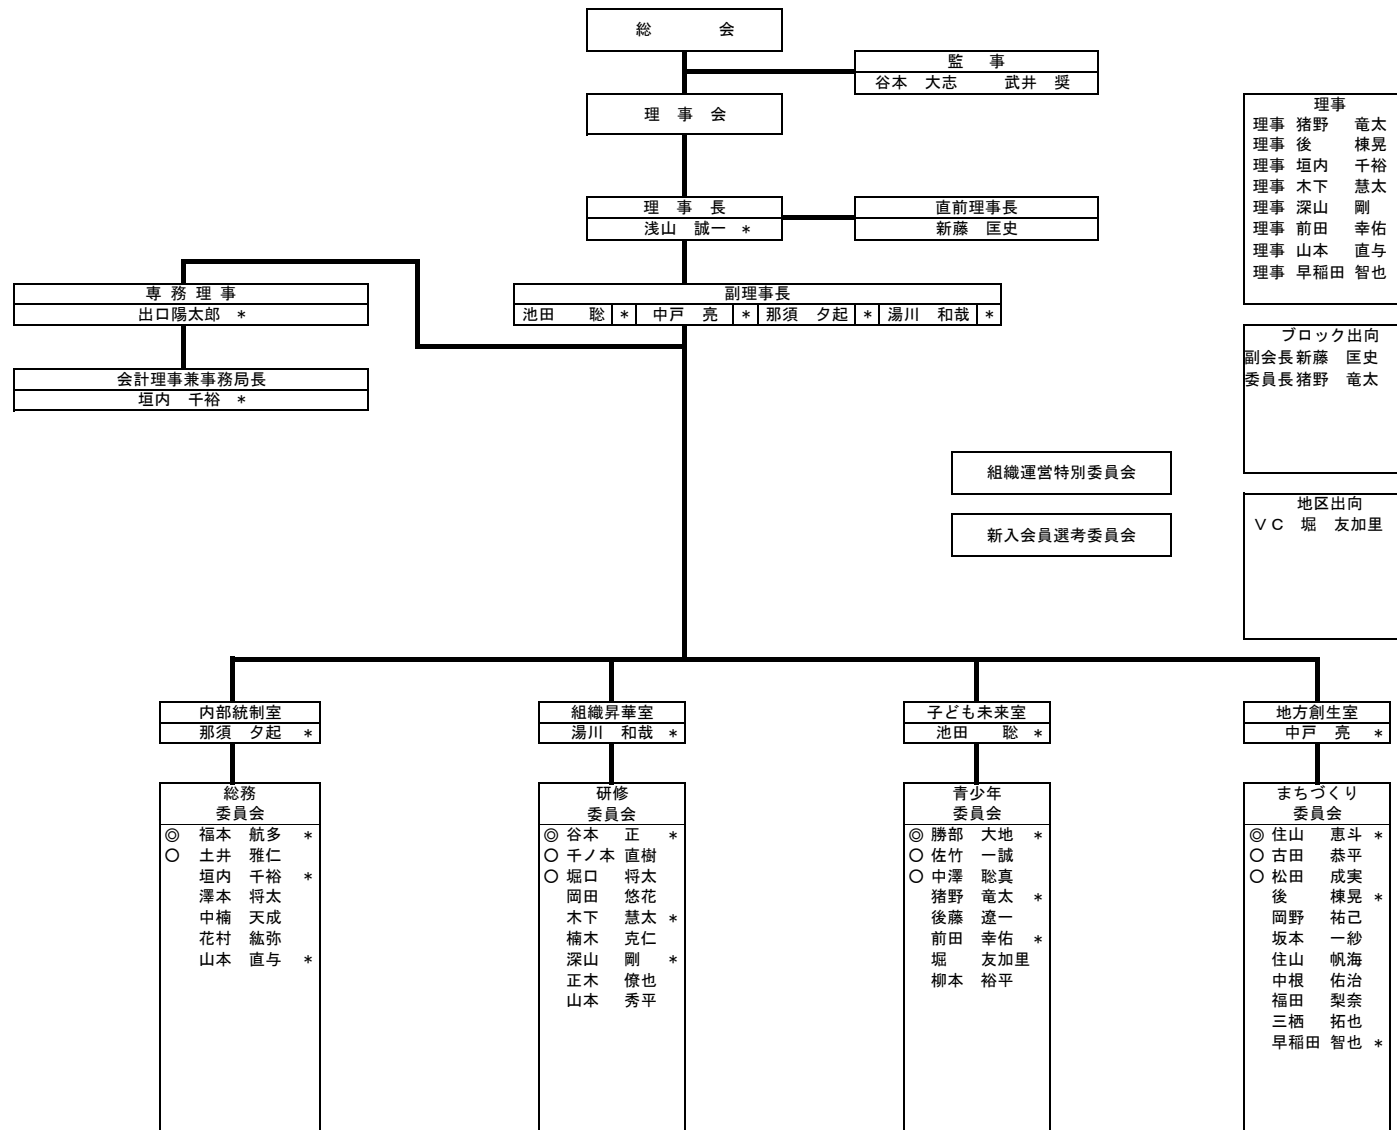 総　　会
監　事
谷本　大志　　武井　奨
理　事　会
理　事　長
浅山　誠一　*
直前理事長
新藤　匡史
専 務 理 事
出口陽太郎　*
会計理事兼事務局長
垣内　千裕　*
副理事長
池田　　聡 * 中戸　亮 * 那須　夕起 * 湯川　和哉 *
理事
理事 猪野　竜太
理事 後　　棟晃
理事 垣内　千裕
理事 木下　慧太
理事 深山　剛
理事 前田　幸佑
理事 山本　直与
理事 早稲田 智也
ブロック出向
副会長 新藤　匡史
委員長 猪野　竜太
組織運営特別委員会
新入会員選考委員会
地区出向
ＶＣ　堀　友加里
内部統制室
那須　夕起　*
総務
委員会
◎　福本　航多　*
○　土井　雅仁
垣内　千裕　*
澤本　将太
中楠　天成
花村　紘弥
山本　直与　*
組織昇華室
湯川　和哉　*
研修
委員会
◎ 谷本　正　*
○ 千ノ本 直樹
○ 堀口　将太
岡田　悠花
木下　慧太　*
楠木　克仁
深山　剛　*
正木　僚也
山本　秀平
子ども未来室
池田　　聡　*
青少年
委員会
◎ 勝部　大地　*
○ 佐竹　一誠
○ 中澤　聡真
猪野　竜太　*
後藤　遼一
前田　幸佑　*
堀　　友加里
柳本　裕平
地方創生室
中戸　亮　*
まちづくり
委員会
◎ 住山　恵斗　*
○ 古田　恭平
○ 松田　成実
後　　棟晃　*
岡野　祐己
坂本　一紗
住山　帆海
中根　佑治
福田　梨奈
三栖　拓也
早稲田 智也　*